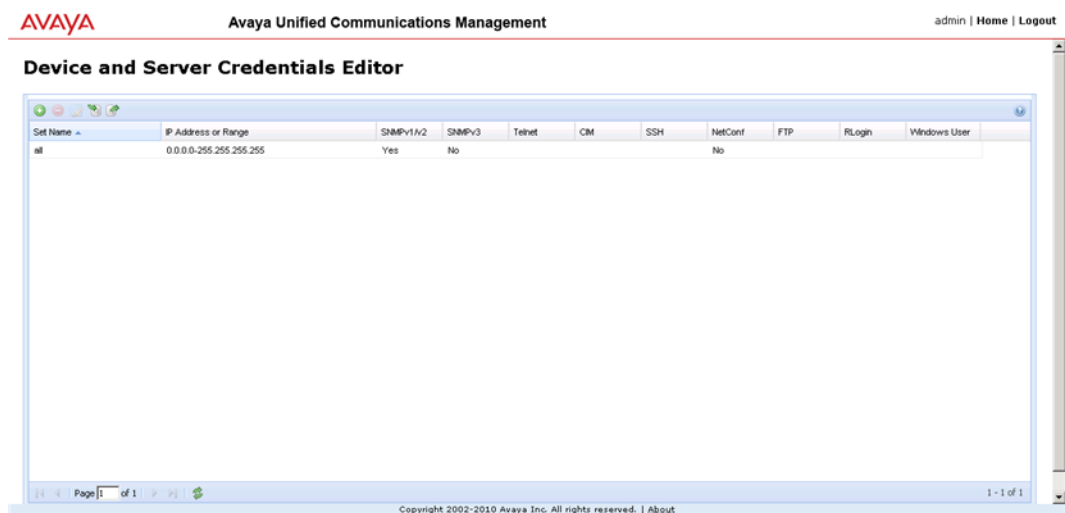 AVAYA
Avaya Unified Communications Management
admin | Home | Logout
Device and Server Credentials Editor
Set Name IP Address or Range SNMPv1/v2 SNMPv3 Telnet CIM SSH NetConf FTP RLogin Windows User
all 0.0.0.0-255.255.255.255 Yes No No
Page 1 of 1 1 - 1 of 1
Copyright 2002-2010 Avaya Inc. All rights reserved. | About